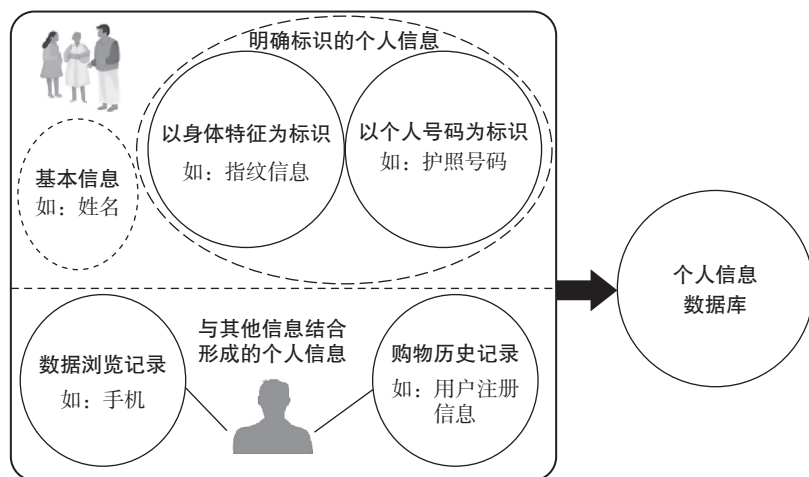 明确标识的个人信息
以身体特征为标识
如：指纹信息
以个人号码为标识
如：护照号码
基本信息
如：姓名
个人信息
数据库
与其他信息结合
形成的个人信息
数据浏览记录
如：手机
购物历史记录
如：用户注册
信息